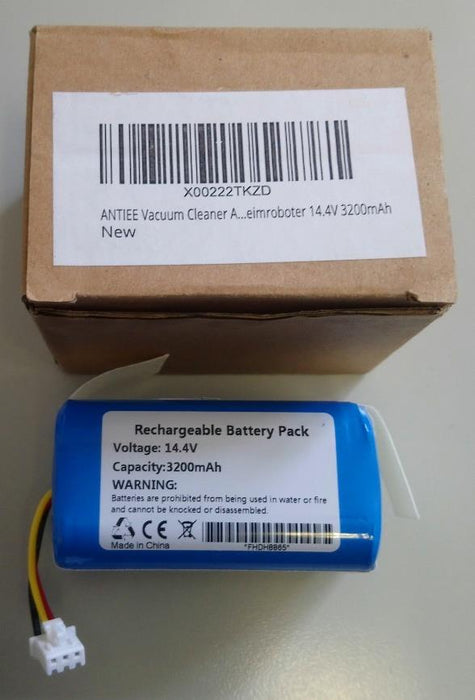 X00222TKZD
ANTIEE Vacuum Cleaner A...eimroboter 14.4V 3200mAh
New
Rechargeable Battery Pack
Voltage: 14.4V
Capacity:3200mAh
WARNING:
Batteries are prohibited from being used in water or fire
and cannot be knocked or disassembled.
CE
Made in China
"FHDH8865"